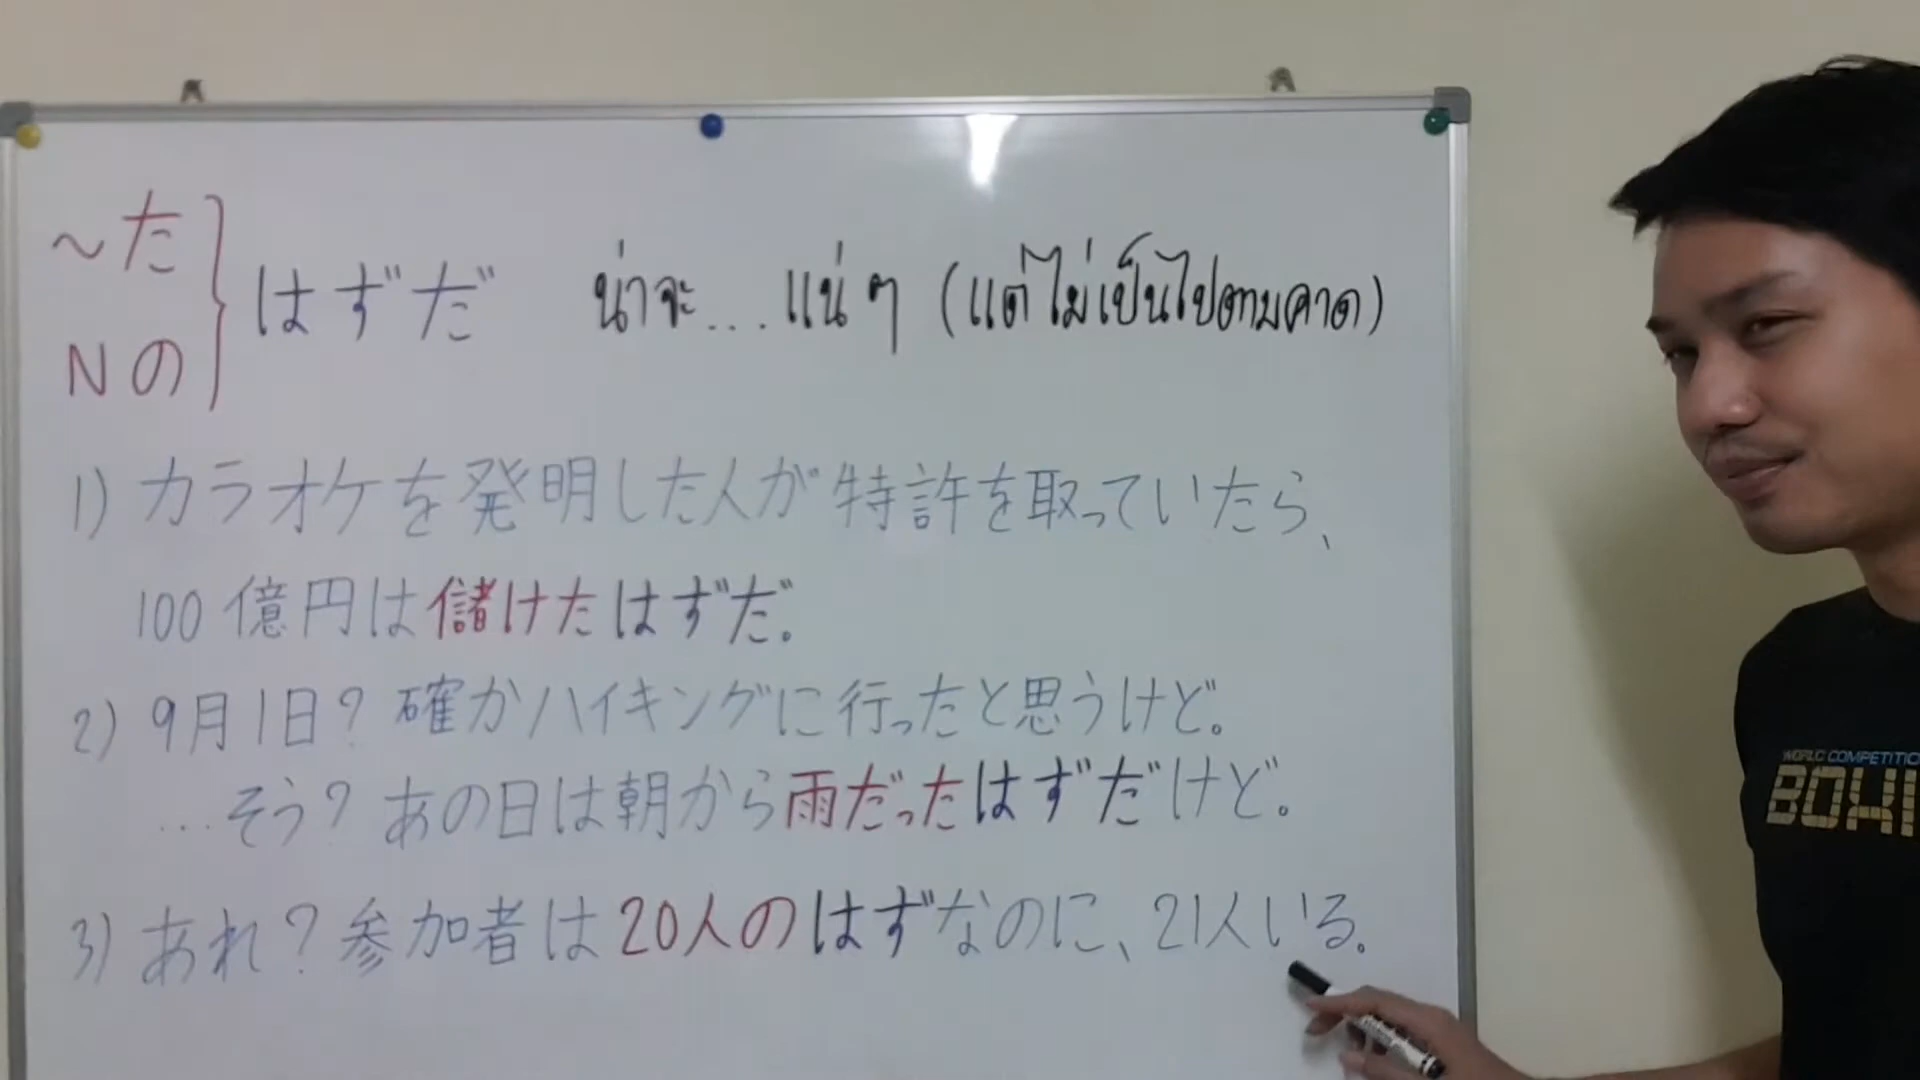 ~た
Nの
はずだ น่าจะ...แน่ๆ (แต่ไม่เป็นไปตามคาด)
1) カラオケを発明した人が特許を取っていたら、
100億円は儲けたはずだ。
2) 9月1日？確かハイキングに行ったと思うけど。
...そう？あの日は朝から雨だったはずだけど。
3) あれ？参加者は20人のはずなのに、21人いる。
WORLD COMPETITIO